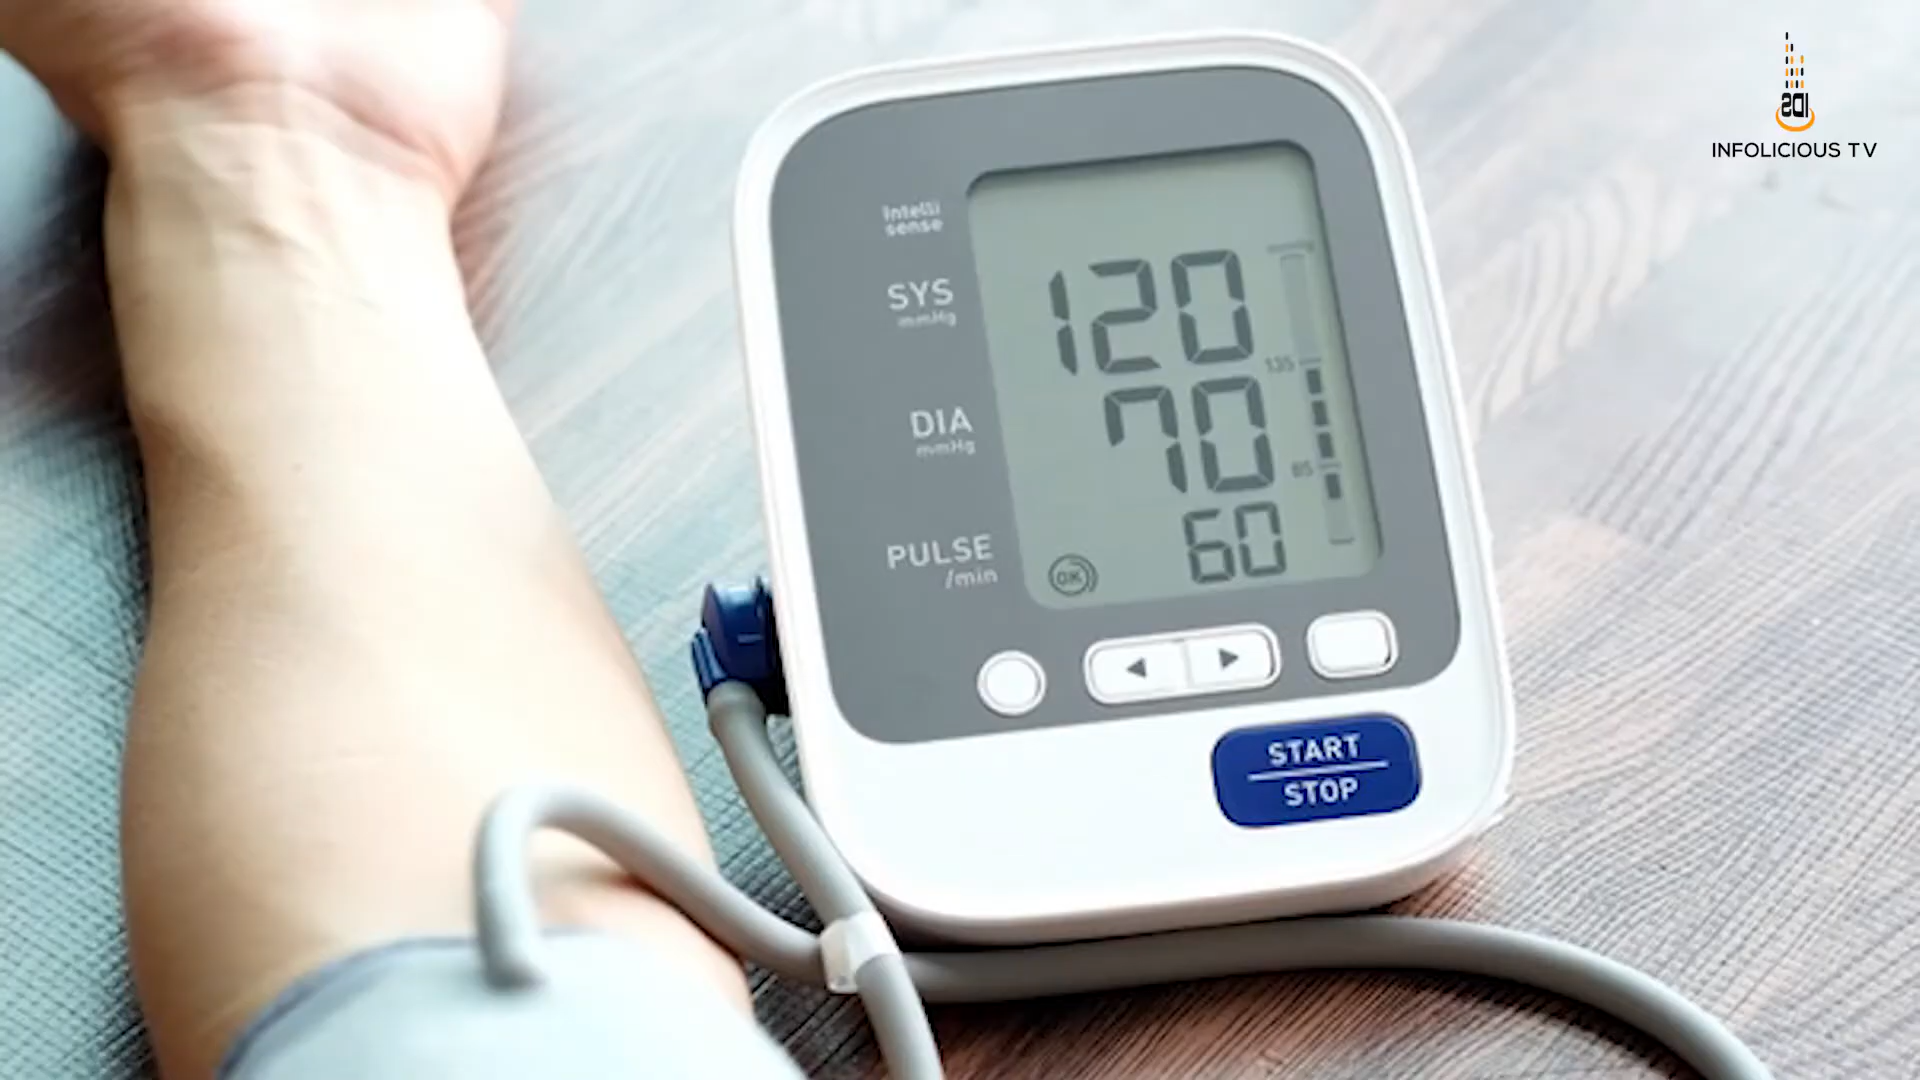 INFOLICIOUS TV
Intelli
sense
SYS
mmHg
120
135
DIA
mmHg
70
85
PULSE
/min
OK
60
START
STOP